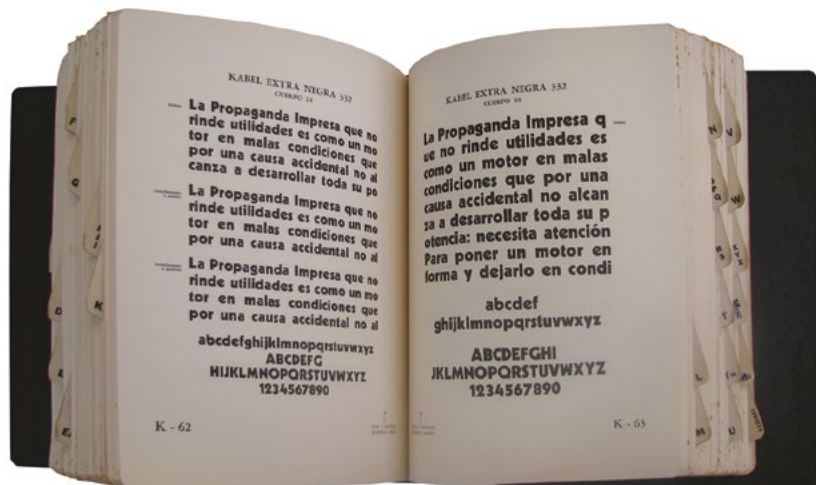 KABEL EXTRA NEGRA 332
CUERPO 24
La Propaganda Impresa que no
rinde utilidades es como un mo
tor en malas condiciones que
por una causa accidental no al
canza a desarrollar toda su po
La Propaganda Impresa que no
rinde utilidades es como un mo
tor en malas condiciones que
por una causa accidental no al
La Propaganda Impresa que no
rinde utilidades es como un mo
tor en malas condiciones que
por una causa accidental no al
abcdefghijklmnopqrstuvwxyz
ABCDEFG
HIJKLMNOPQRSTUVWXYZ
1234567890
K - 62
KABEL EXTRA NEGRA 332
CUERPO
La Propaganda Impresa q
ue no rinde utilidades es
como un motor en malas
condiciones que por una
causa accidental no alcan
za a desarrollar toda su p
otencia: necesita atención
Para poner un motor en
forma y dejarlo en condi
abcdef
ghijklmnopqrstuvwxyz
ABCDEFGHI
JKLMNOPQRSTUVWXYZ
1234567890
K - 63
F
G
K
D
E
N
V
W
T
L
M
U